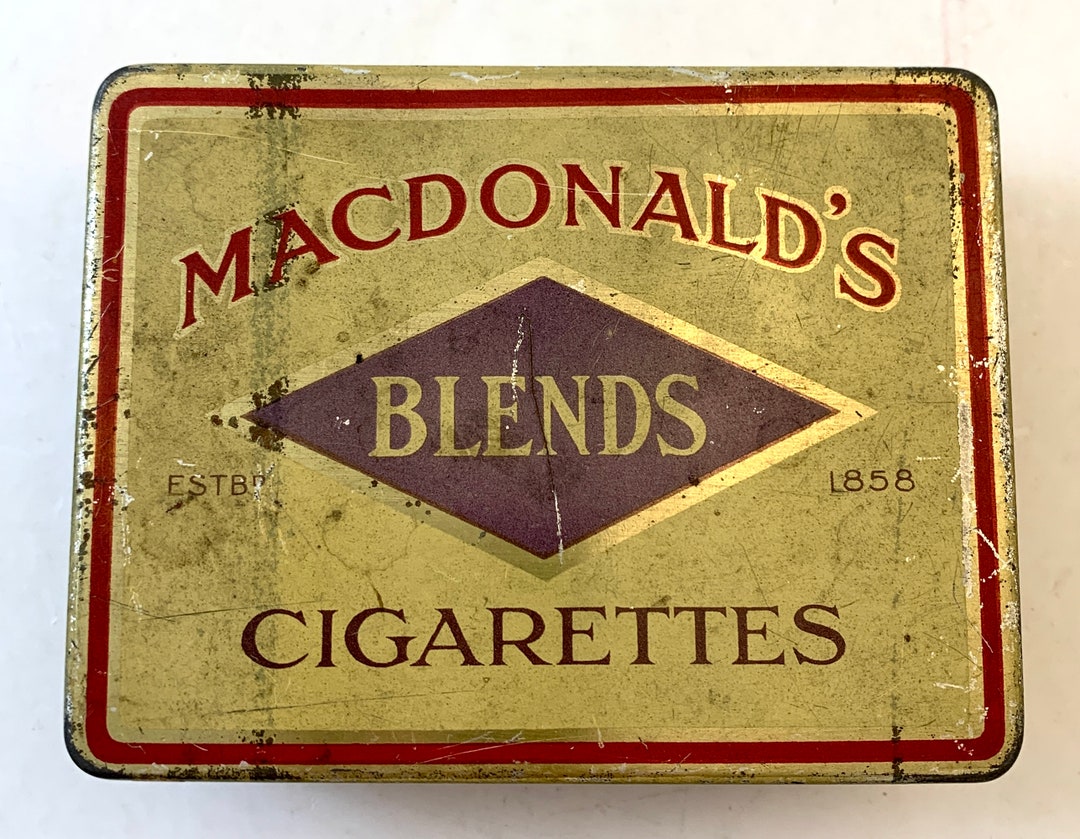 MACDONALD'S
BLENDS
ESTBD 1858
CIGARETTES